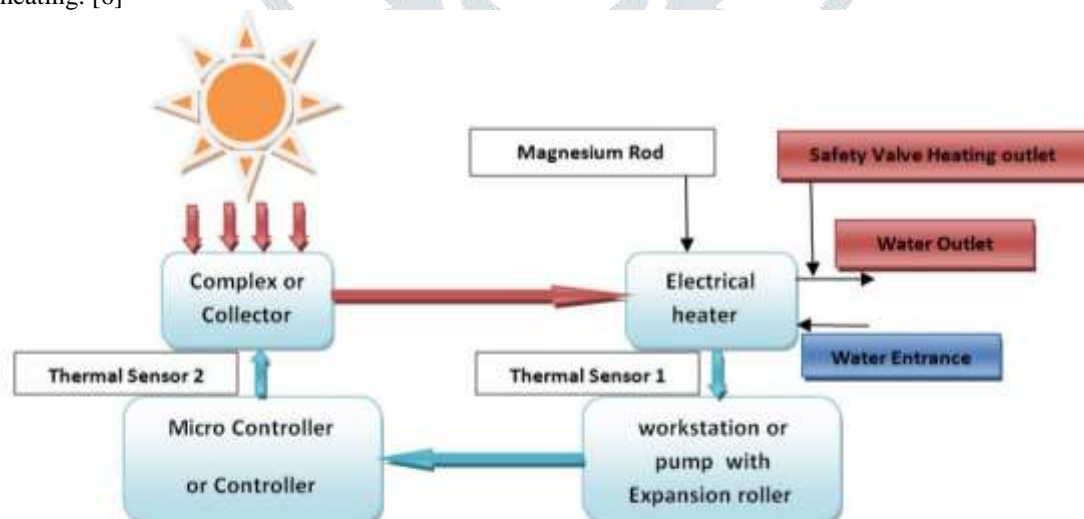 heating. [6]
Magnesium Rod
Safety Valve Heating outlet
Water Outlet
Complex or
Collector
Electrical
heater
Water Entrance
Thermal Sensor 2
Thermal Sensor 1
Micro Controller
or Controller
workstation or
pump with
Expansion roller